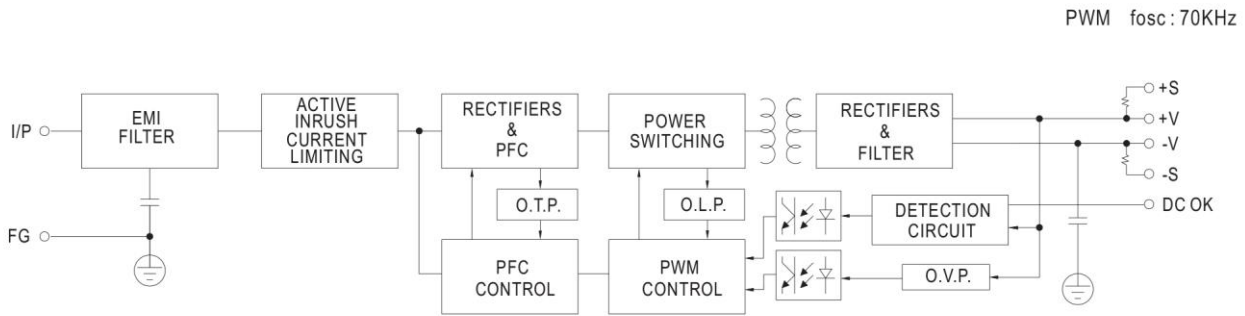 PWM fosc : 70KHz
I/P
EMI
FILTER
ACTIVE
INRUSH
CURRENT
LIMITING
RECTIFIERS
&
PFC
POWER
SWITCHING
RECTIFIERS
&
FILTER
+S
+V
-V
-S
DC OK
O.T.P.
O.L.P.
DETECTION
CIRCUIT
FG
PFC
CONTROL
PWM
CONTROL
O.V.P.